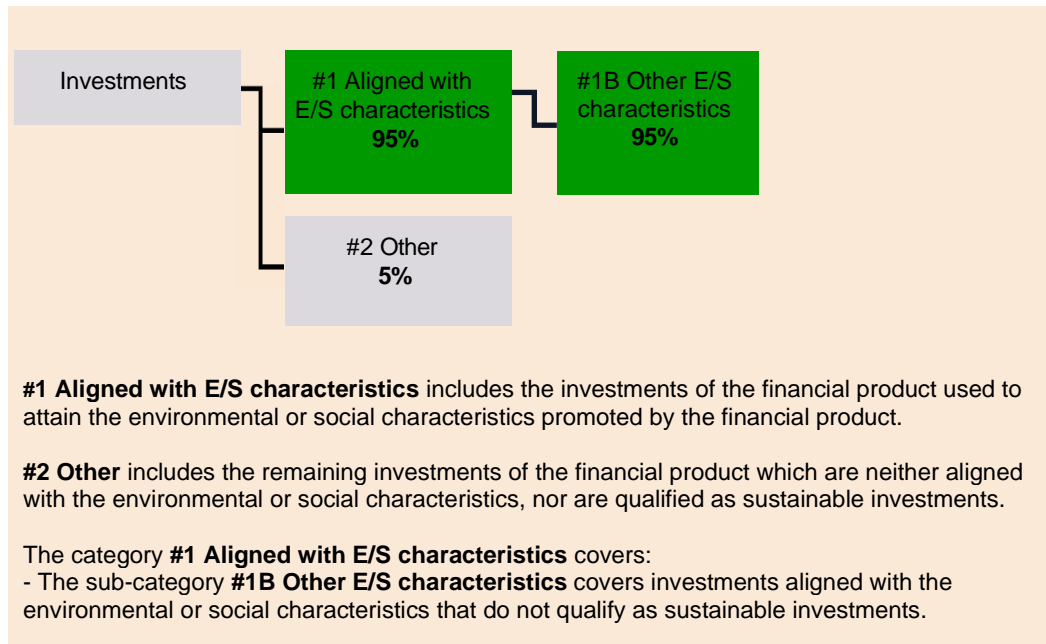 Investments
#1 Aligned with
E/S characteristics
95%
#1B Other E/S
characteristics
95%
#2 Other
5%
#1 Aligned with E/S characteristics includes the investments of the financial product used to
attain the environmental or social characteristics promoted by the financial product.
#2 Other includes the remaining investments of the financial product which are neither aligned
with the environmental or social characteristics, nor are qualified as sustainable investments.
The category #1 Aligned with E/S characteristics covers:
- The sub-category #1B Other E/S characteristics covers investments aligned with the
environmental or social characteristics that do not qualify as sustainable investments.